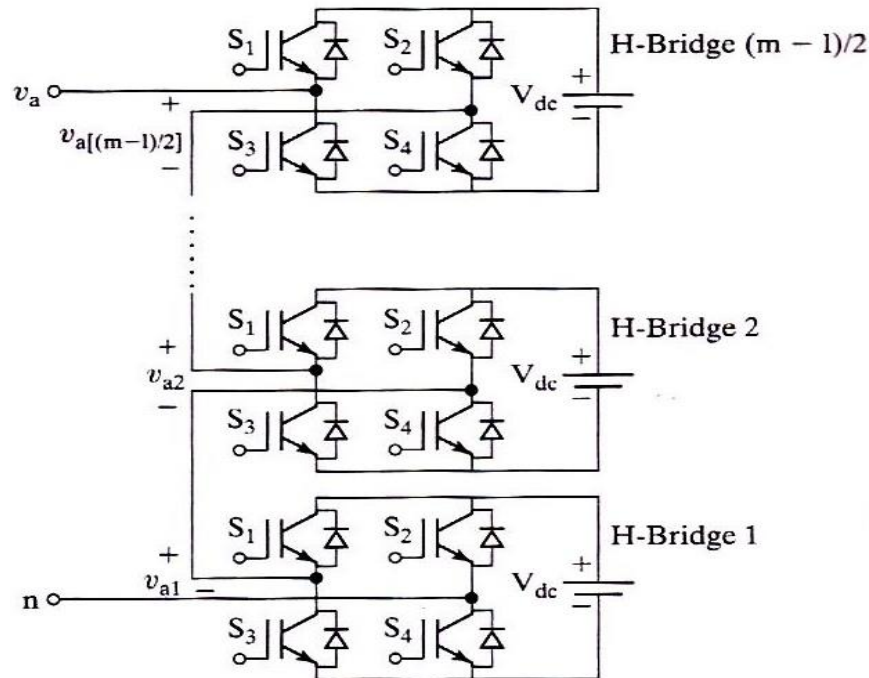 S1 S2 H-Bridge (m − 1)/2
va + Vdc +
va[(m−1)/2] −
− S3 S4
S1 S2 H-Bridge 2
+ Vdc +
va2 −
− S3 S4
S1 S2 H-Bridge 1
+ Vdc +
va1 − −
n S3 S4